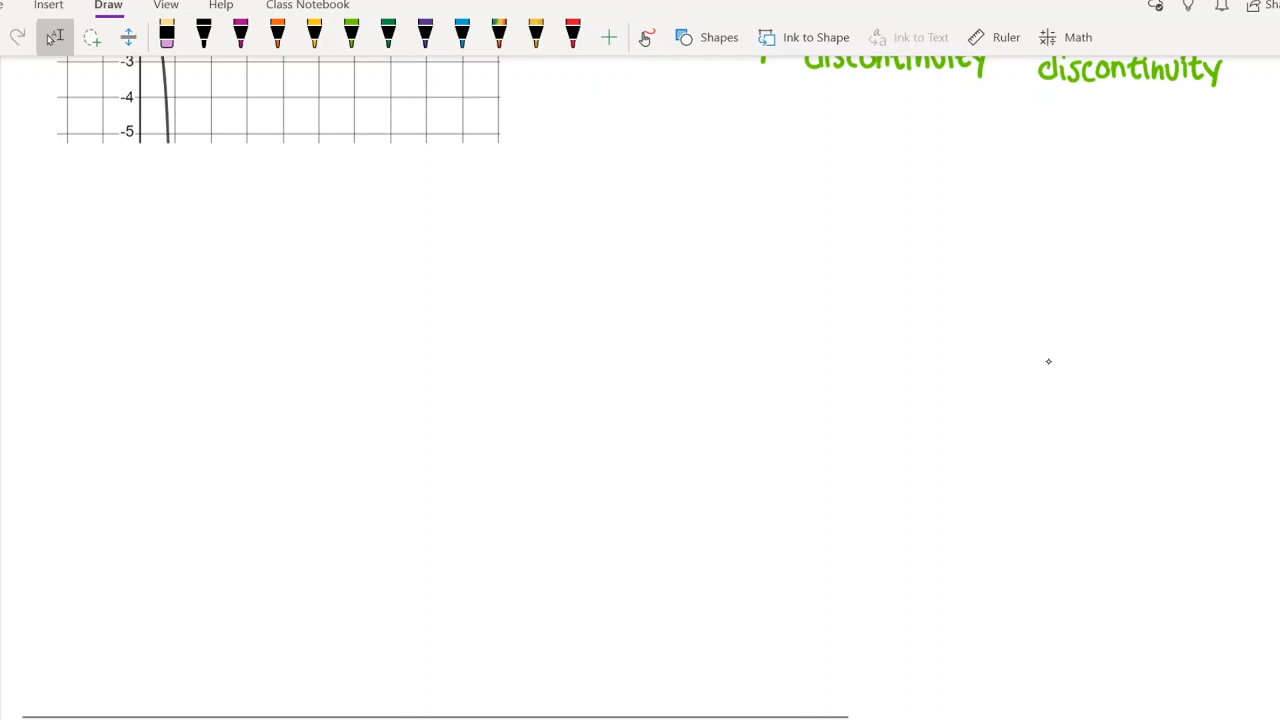 Insert Draw View Help Class Notebook
Shapes Ink to Shape Ink to Text Ruler Math
-3
discontinuity
discontinuity
-4
-5